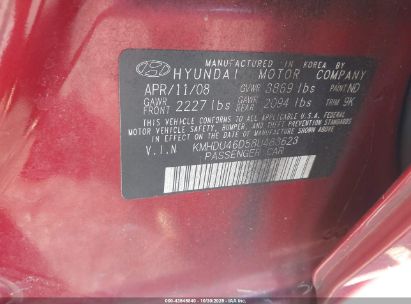 MANUFACTURED IN KOREA BY
HYUNDAI MOTOR COMPANY
APR/11/08 GVWR 3869 lbs PAINT NO
GAWR FRONT 2227 lbs GAWR REAR 2094 lbs TRIM 9K
THIS VEHICLE CONFORMS TO ALL APPLICABLE U.S.A FEDERAL
MOTOR VEHICLE SAFETY, BUMPER, AND THEFT PREVENTION
STANDARDS IN EFFECT ON THE DATE OF MANUFACTURE SHOWN ABOVE.
V.I.N KMHDU46D58U483623
PASSENGER CAR